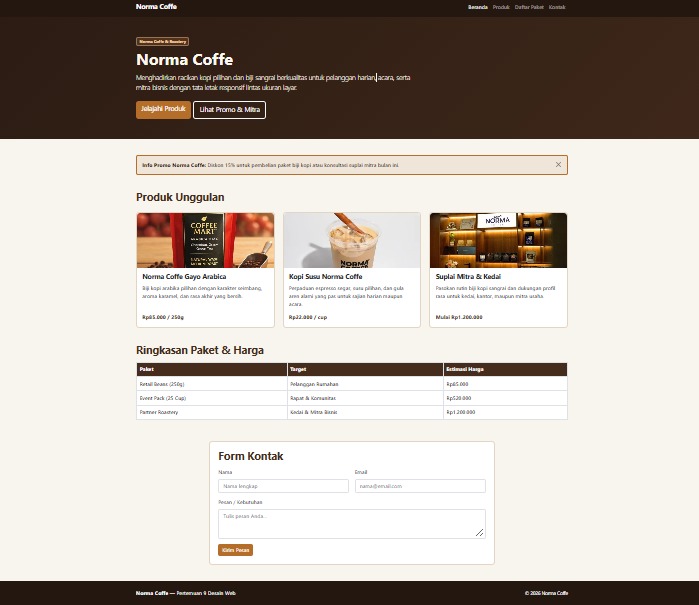 Norma Coffe
Beranda Produk Daftar Paket Kontak
Norma Coffe & Roastery
Norma Coffe
Menghadirkan racikan kopi pilihan dan biji sangrai berkualitas untuk pelanggan harian, acara, serta
mitra bisnis dengan tata letak responsif lintas ukuran layar.
Jelajahi Produk Lihat Promo & Mitra
Info Promo Norma Coffe: Diskon 15% untuk pembelian paket biji kopi atau konsultasi suplai mitra bulan ini.
Produk Unggulan
COFFEE
MART
NORMA
NORMA
Norma Coffe Gayo Arabica
Biji kopi arabika pilihan dengan karakter seimbang,
aroma karamel, dan rasa akhir yang bersih.
Rp85.000 / 250g
Kopi Susu Norma Coffe
Perpaduan espresso segar, susu pilihan, dan gula
aren alami yang pas untuk sajian harian maupun
acara.
Rp22.000 / cup
Suplai Mitra & Kedai
Pasokan rutin biji kopi sangrai dan dukungan profil
rasa untuk kedai, kantor, maupun mitra usaha.
Mulai Rp1.200.000
Ringkasan Paket & Harga
Paket Target Estimasi Harga
Retail Beans (250g) Pelanggan Rumahan Rp85.000
Event Pack (25 Cup) Rapat & Komunitas Rp520.000
Partner Roastery Kedai & Mitra Bisnis Rp1.200.000
Form Kontak
Nama Email
Nama lengkap nama@email.com
Pesan / Kebutuhan
Tulis pesan Anda...
Kirim Pesan
Norma Coffe — Pertemuan 9 Desain Web
© 2026 Norma Coffe